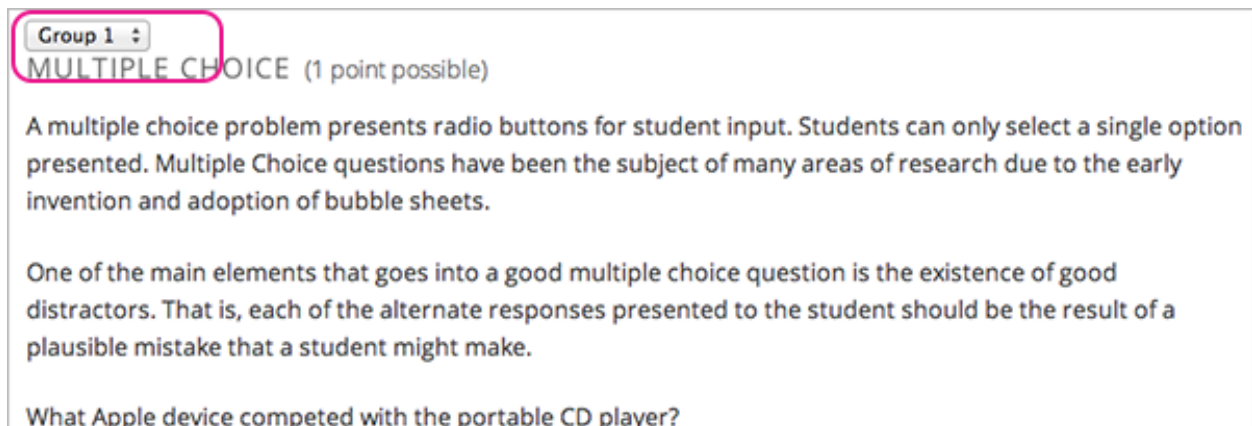 Group 1
MULTIPLE CHOICE (1 point possible)
A multiple choice problem presents radio buttons for student input. Students can only select a single option
presented. Multiple Choice questions have been the subject of many areas of research due to the early
invention and adoption of bubble sheets.
One of the main elements that goes into a good multiple choice question is the existence of good
distractors. That is, each of the alternate responses presented to the student should be the result of a
plausible mistake that a student might make.
What Apple device competed with the portable CD player?